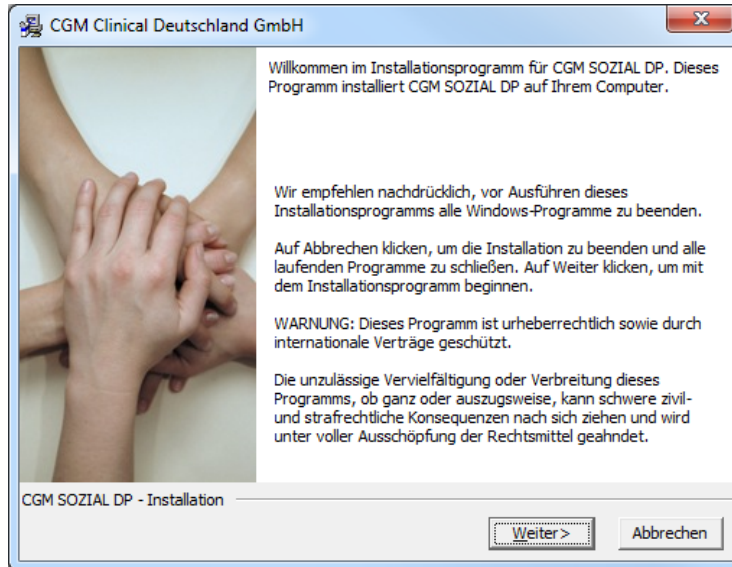 CGM Clinical Deutschland GmbH
Willkommen im Installationsprogramm für CGM SOZIAL DP. Dieses
Programm installiert CGM SOZIAL DP auf Ihrem Computer.
Wir empfehlen nachdrücklich, vor Ausführen dieses
Installationsprogramms alle Windows-Programme zu beenden.
Auf Abbrechen klicken, um die Installation zu beenden und alle
laufenden Programme zu schließen. Auf Weiter klicken, um mit
dem Installationsprogramm beginnen.
WARNUNG: Dieses Programm ist urheberrechtlich sowie durch
internationale Verträge geschützt.
Die unzulässige Vervielfältigung oder Verbreitung dieses
Programms, ob ganz oder auszugsweise, kann schwere zivil-
und strafrechtliche Konsequenzen nach sich ziehen und wird
unter voller Ausschöpfung der Rechtsmittel geahndet.
CGM SOZIAL DP - Installation
Weiter >
Abbrechen